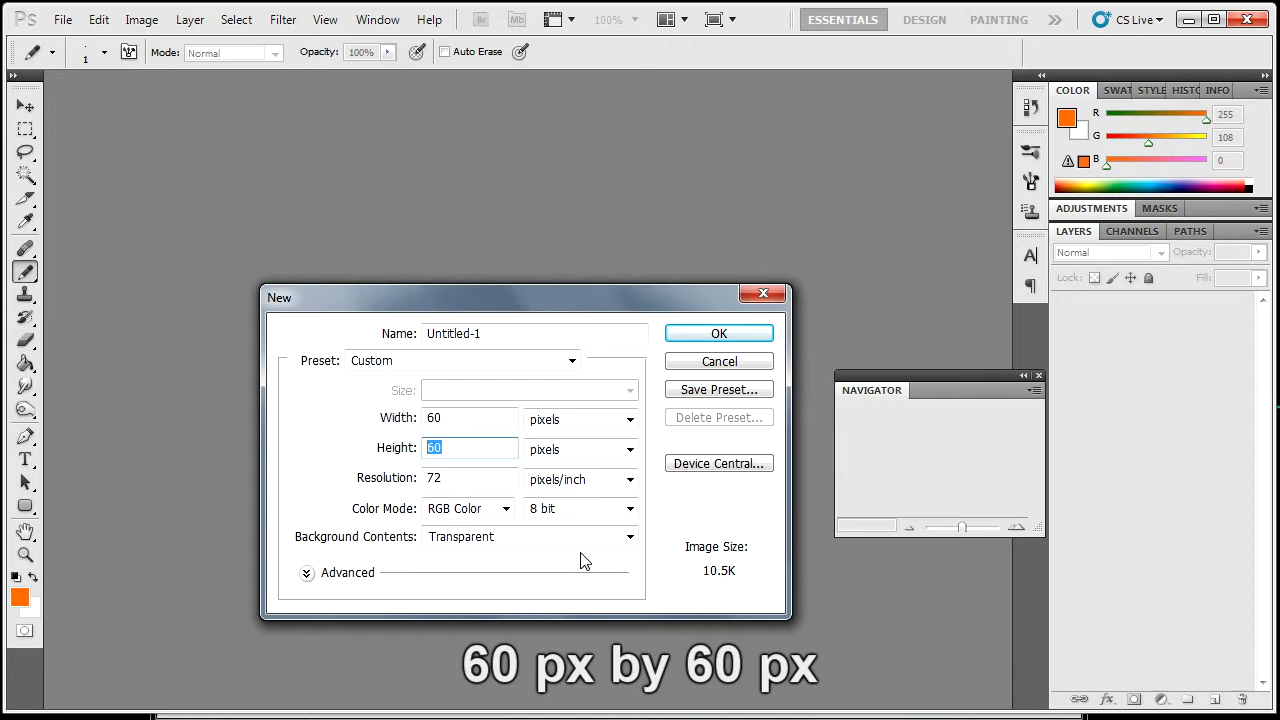 Ps File Edit Image Layer Select Filter View Window Help Br Mb 100% ESSENTIALS DESIGN PAINTING CS Live
1 Mode: Normal Opacity: 100% Auto Erase
COLOR SWAT STYLE HISTO INFO
R 255
G 108
B 0
ADJUSTMENTS MASKS
LAYERS CHANNELS PATHS
Normal Opacity:
Lock: Fill:
New
Name: Untitled-1 OK
Preset: Custom Cancel
Size: Save Preset...
Width: 60 pixels Delete Preset...
Height: 60 pixels
Device Central...
Resolution: 72 pixels/inch
Color Mode: RGB Color 8 bit
Background Contents: Transparent
Image Size:
10.5K
Advanced
NAVIGATOR
A
T
60 px by 60 px